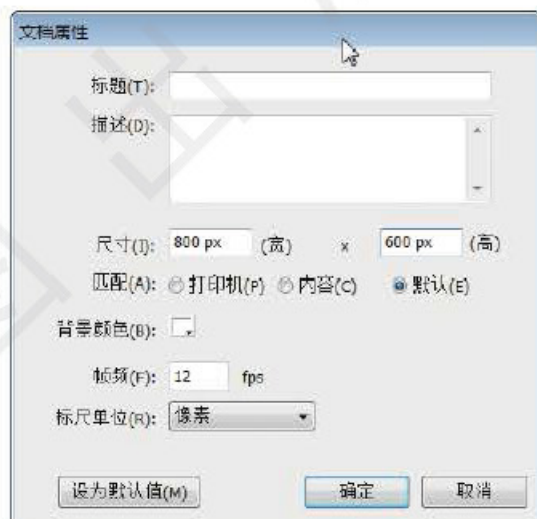 文档属性
标题(T):
描述(D):
尺寸(I): 800 px (宽) x 600 px (高)
匹配(A): 打印机(P) 内容(C) 默认(E)
背景颜色(B):
帧频(F): 12 fps
标尺单位(R): 像素
设为默认值(M) 确定 取消